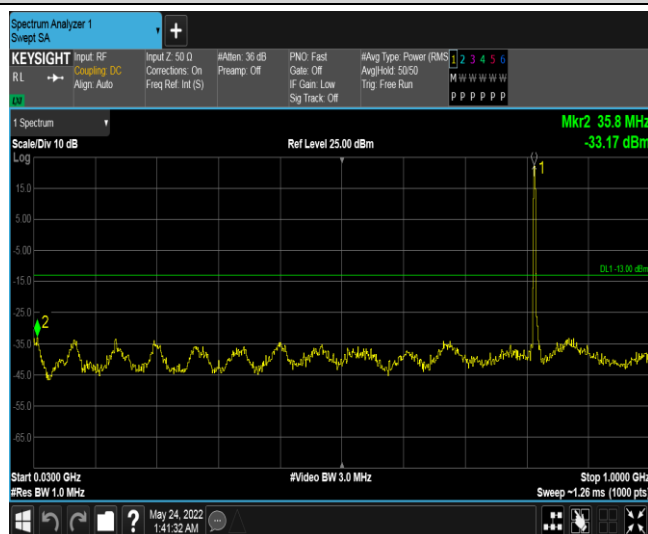 Spectrum Analyzer 1
Swept SA
+
KEYSIGHT
RL
LXI
Input: RF
Coupling: DC
Align: Auto
Input Z: 50 Ω
Corrections: On
Freq Ref: Int (S)
#Atten: 36 dB
Preamp: Off
PNO: Fast
Gate: Off
IF Gain: Low
Sig Track: Off
#Avg Type: Power (RMS
Avg|Hold: 50/50
Trig: Free Run
1 2 3 4 5 6
M W W W W W
P P P P P P
1 Spectrum
Scale/Div 10 dB
Log
Ref Level 25.00 dBm
Mkr2 35.8 MHz
-33.17 dBm
1
15.0
5.00
-5.00
DL1 -13.00 dBm
-15.0
-25.0
2
-35.0
-45.0
-55.0
-65.0
Start 0.0300 GHz
#Res BW 1.0 MHz
#Video BW 3.0 MHz
Stop 1.0000 GHz
Sweep ~1.26 ms (1000 pts)
?
May 24, 2022
1:41:32 AM